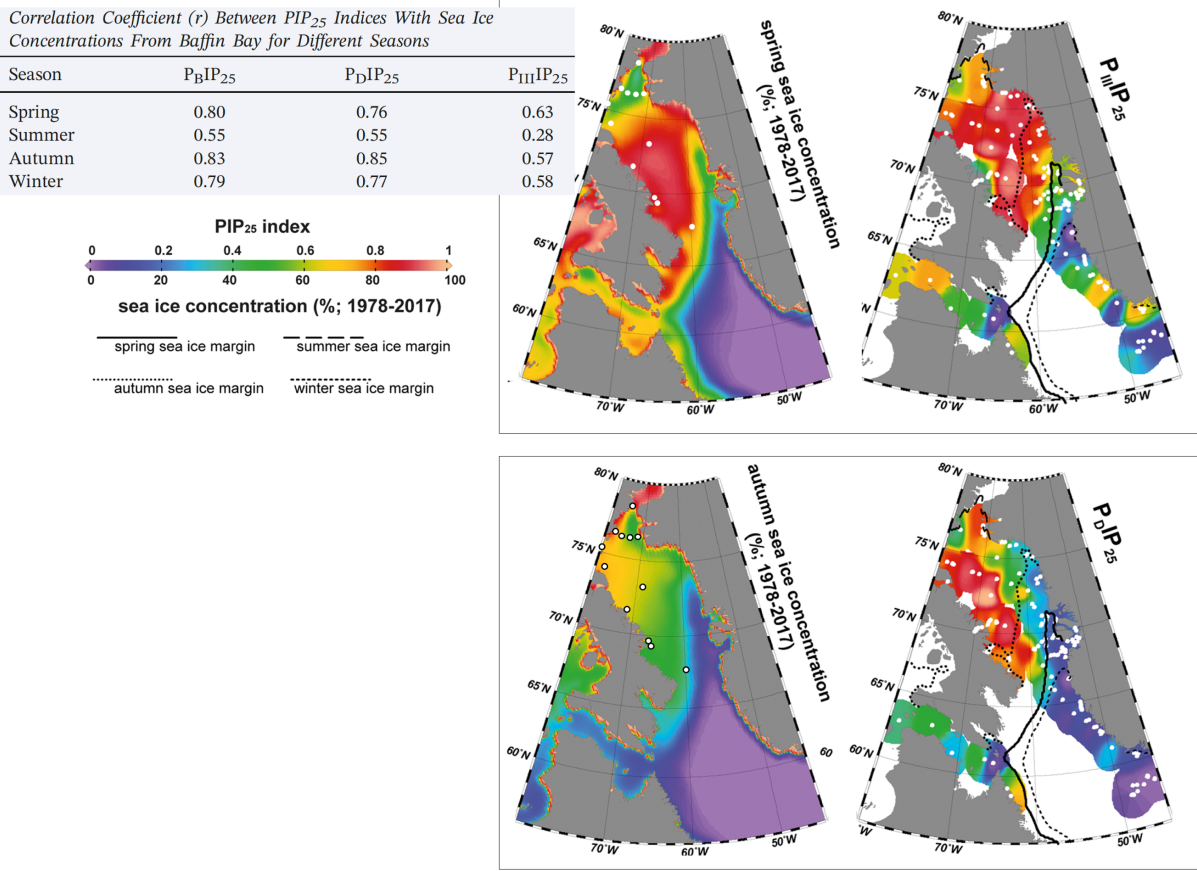 Correlation Coefficient (r) Between PIP25 Indices With Sea Ice
Concentrations From Baffin Bay for Different Seasons
Season PBIP25 PDIP25 PIIIIP25
Spring 0.80 0.76 0.63
Summer 0.55 0.55 0.28
Autumn 0.83 0.85 0.57
Winter 0.79 0.77 0.58
PIP25 index
0 0.2 0.4 0.6 0.8 1
0 20 40 60 80 100
sea ice concentration (%; 1978-2017)
spring sea ice margin
summer sea ice margin
autumn sea ice margin
winter sea ice margin
80°N
75°N
65°N
60°N
70°W
60°W
50°W
spring sea ice concentration
(%; 1978-2017)
80°N
75°N
70°N
65°N
N
70°W
60°W
50°W
PIIIIP25
80°N
75°N
70°N
65°N
60°N
60
70°W
60°W
50°W
autumn sea ice concentration
(%; 1978-2017)
80°N
75°N
70°N
65°N
60°N
W
70°W
60°W
50°W
PDIP25